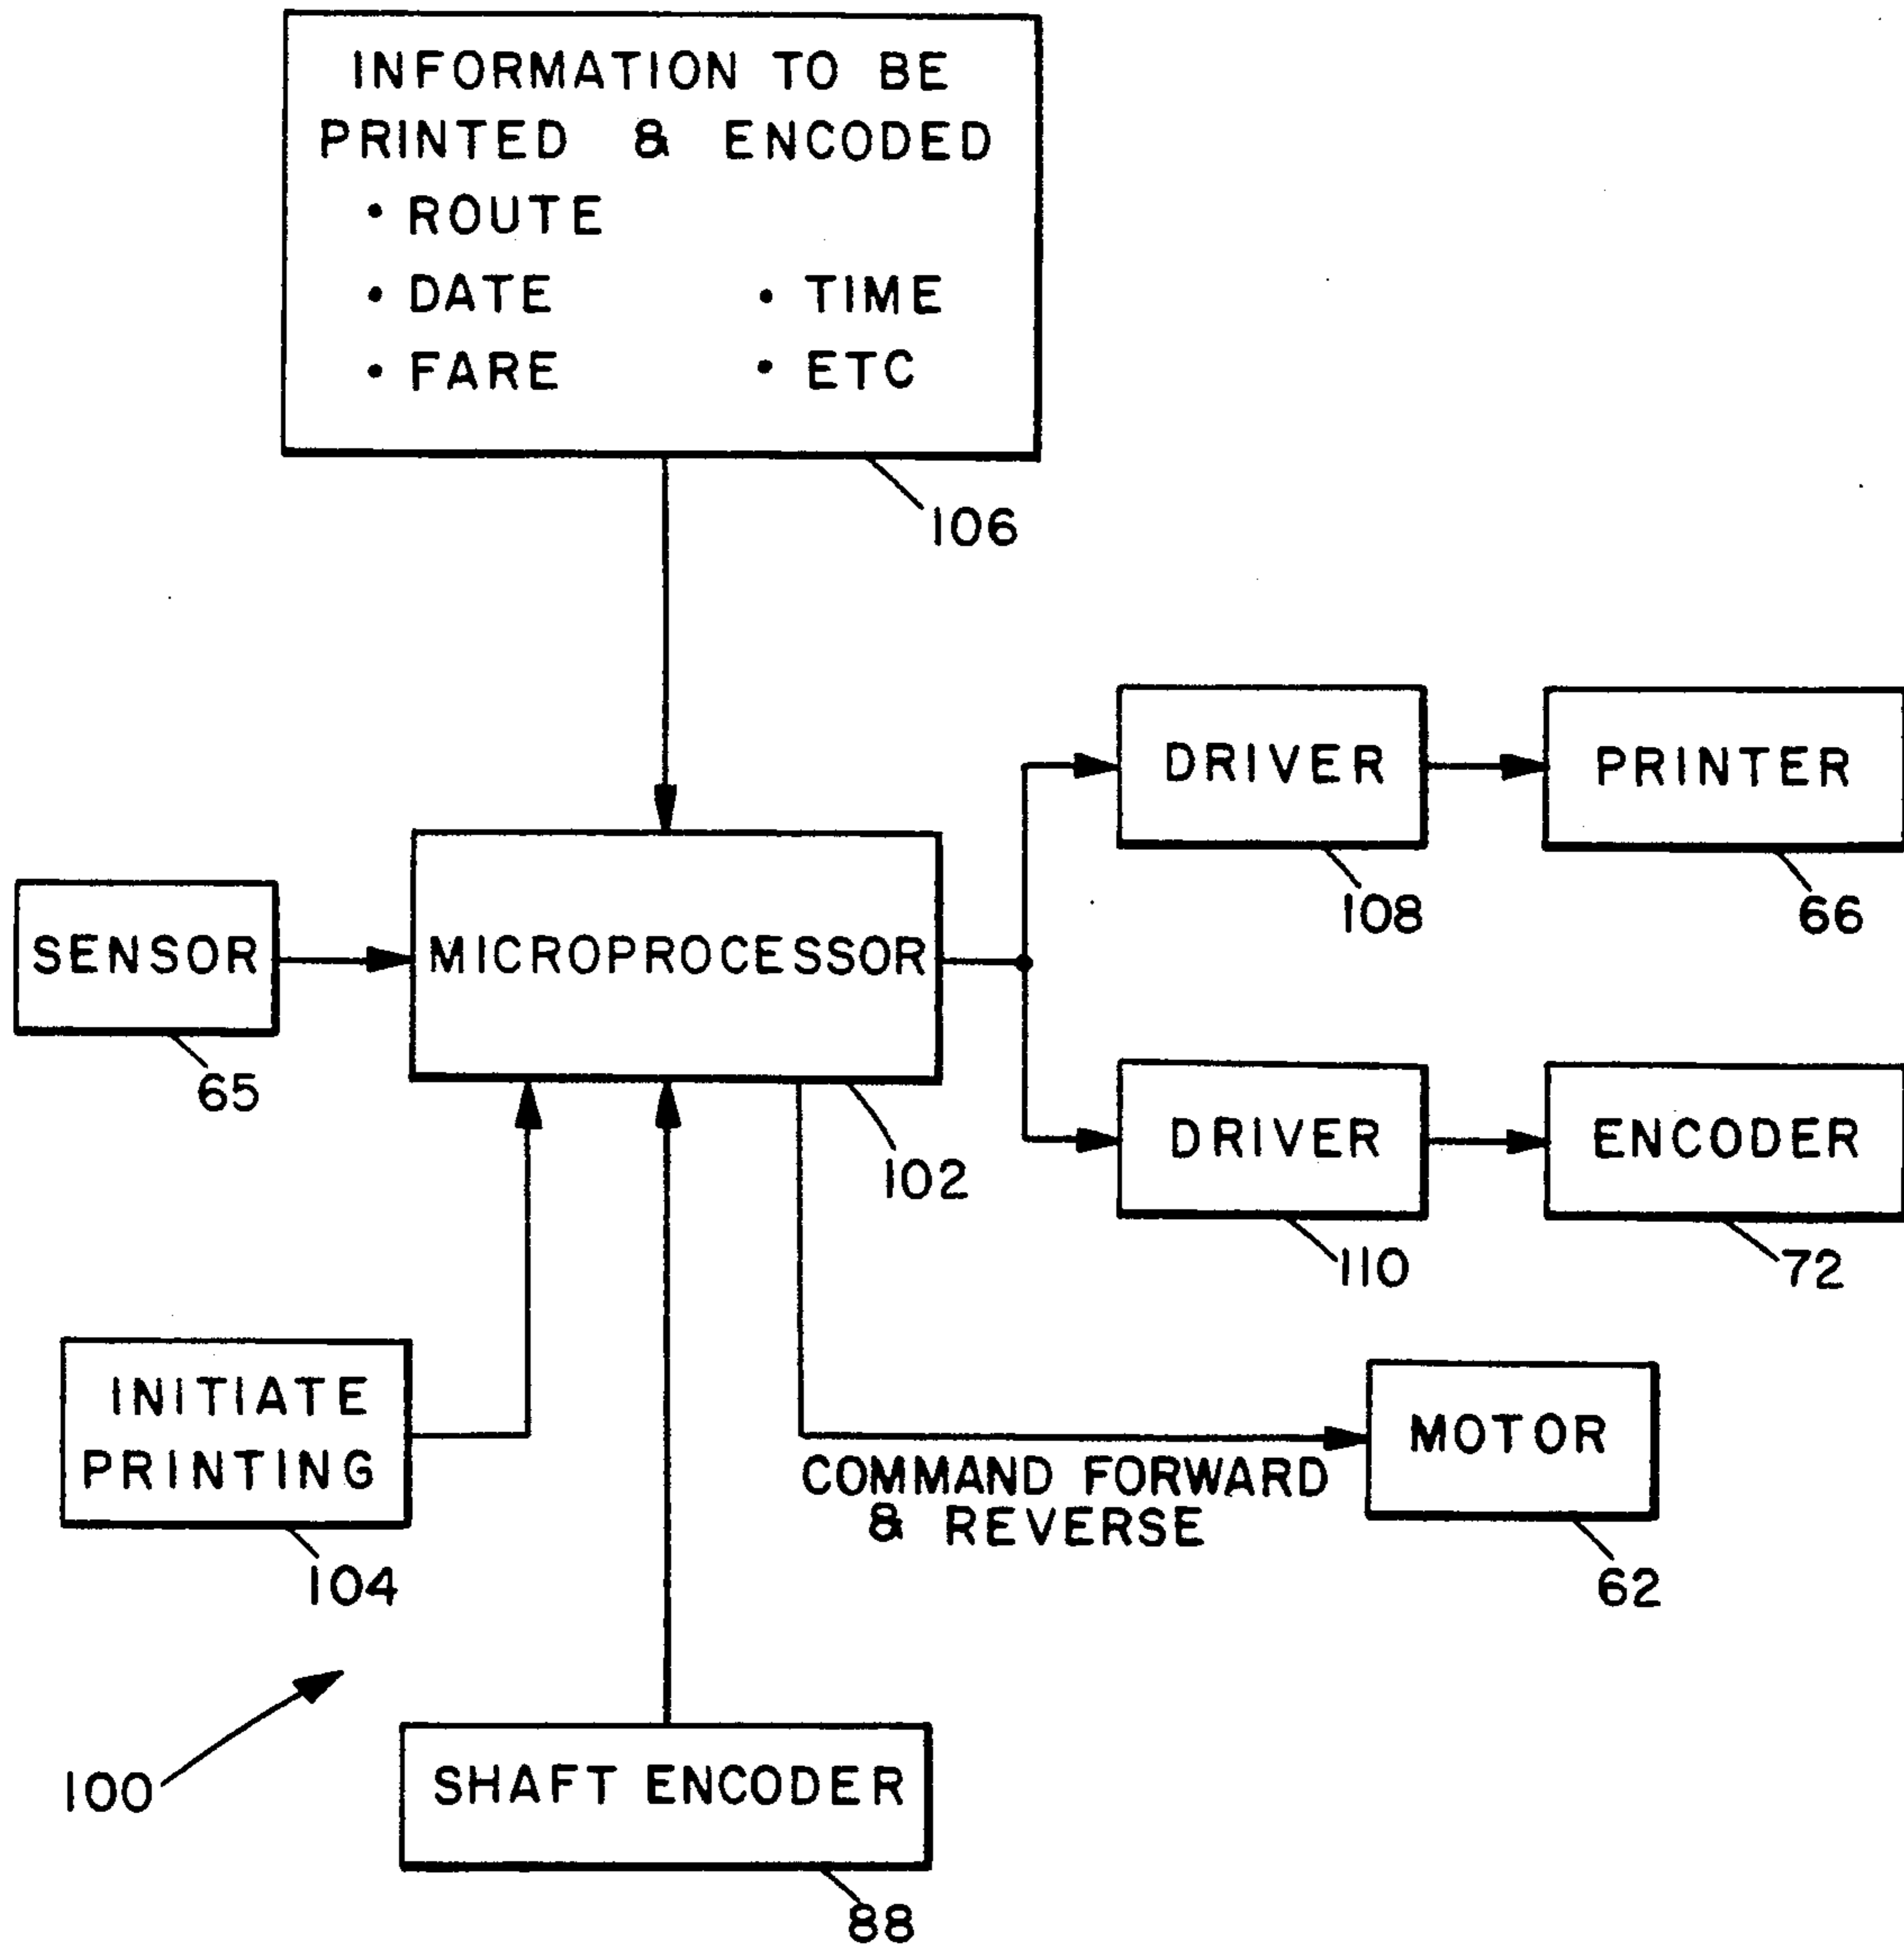 INFORMATION TO BE
PRINTED & ENCODED
• ROUTE
• DATE
• TIME
• FARE
• ETC
106
DRIVER
PRINTER
108
66
SENSOR
MICROPROCESSOR
65
102
DRIVER
ENCODER
110
72
INITIATE
PRINTING
104
MOTOR
COMMAND FORWARD
& REVERSE
62
100
SHAFT ENCODER
88